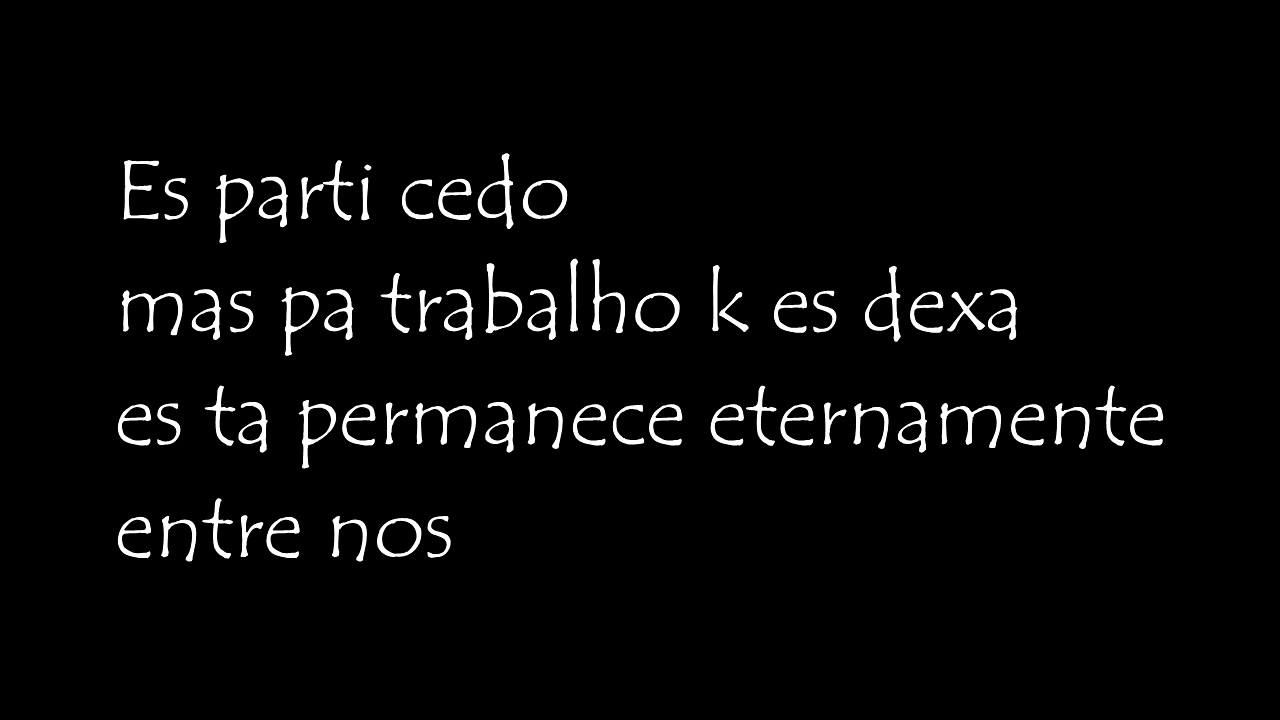 Es parti cedo
mas pa trabalho k es dexa
es ta permanece eternamente
entre nos